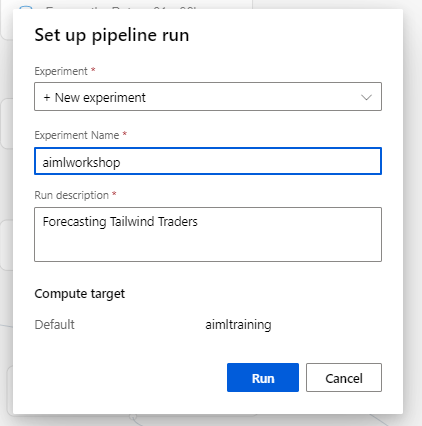 Set up pipeline run
Experiment *
+ New experiment
Experiment Name *
aimlworkshop
Run description *
Forecasting Tailwind Traders
Compute target
Default aimltraining
Run Cancel